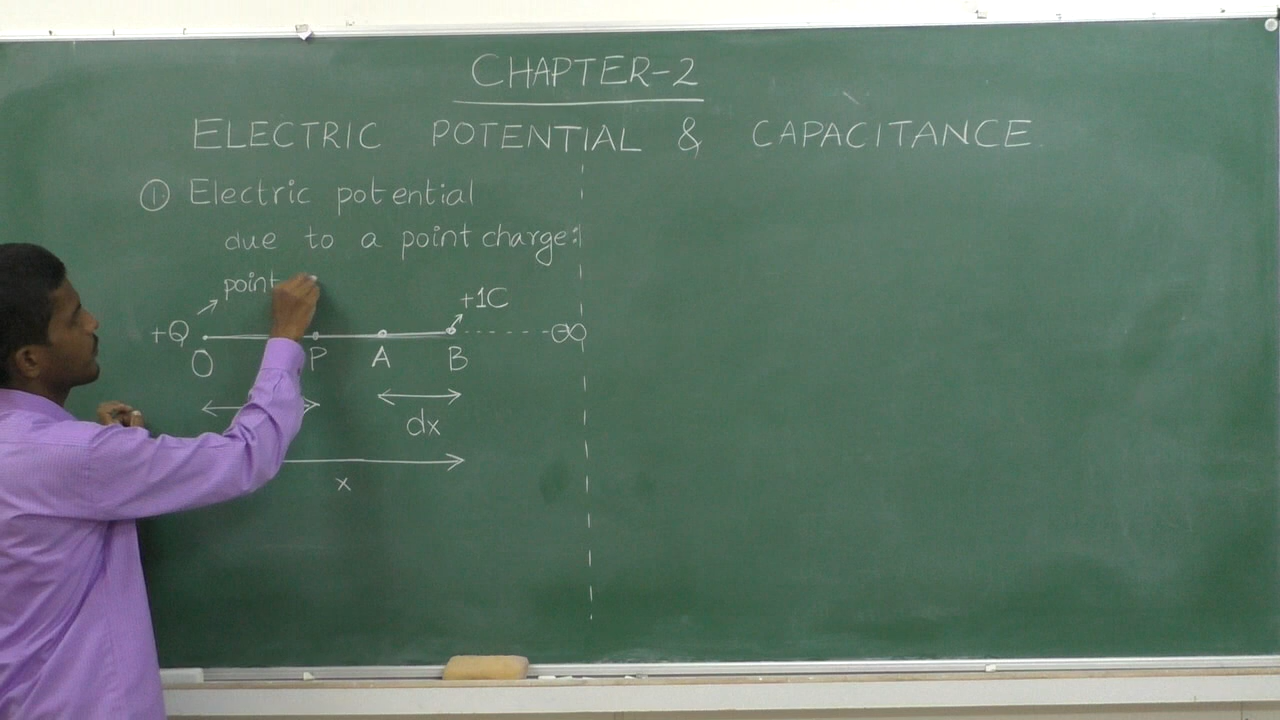 CHAPTER-2
ELECTRIC POTENTIAL & CAPACITANCE
① Electric potential
due to a point charge:
point
+1C
+Q
∞
O P A B
dx
x